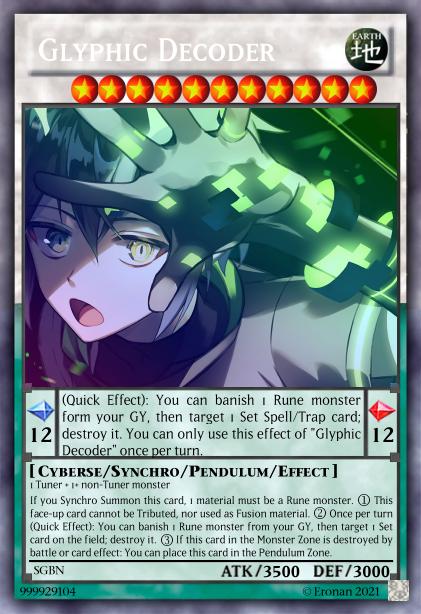 Glyphic Decoder
EARTH
地
12
(Quick Effect): You can banish 1 Rune monster
form your GY, then target 1 Set Spell/Trap card;
destroy it. You can only use this effect of "Glyphic
Decoder" once per turn.
12
[ Cyberse/Synchro/Pendulum/Effect ]
1 Tuner + 1+ non-Tuner monster
If you Synchro Summon this card, 1 material must be a Rune monster. ① This
face-up card cannot be Tributed, nor used as Fusion material. ② Once per turn
(Quick Effect): You can banish 1 Rune monster from your GY, then target 1 Set
card on the field; destroy it. ③ If this card in the Monster Zone is destroyed by
battle or card effect: You can place this card in the Pendulum Zone.
SGBN
ATK/3500 DEF/3000
999929104
© Eronan 2021